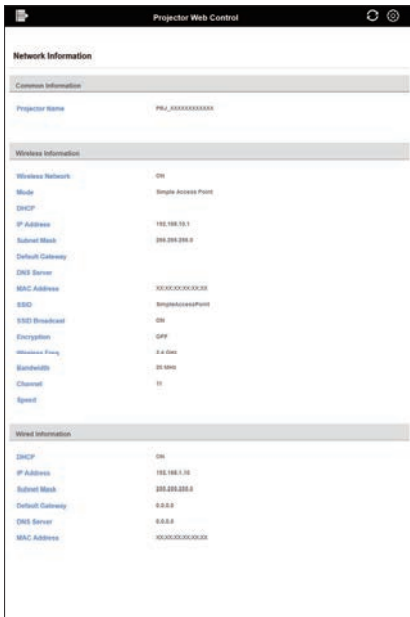 Projector Web Control
Network Information
Common Information
Projector Name PRJ_XXXXXXXXXXXX
Wireless Information
Wireless Network ON
Mode Simple Access Point
DHCP
IP Address 192.168.10.1
Subnet Mask 255.255.255.0
Default Gateway
DNS Server
MAC Address XX:XX:XX:XX:XX:XX
SSID SimpleAccessPoint
SSID Broadcast ON
Encryption OFF
Wireless Freq 2.4 GHz
Bandwidth 20 MHz
Channel 11
Speed
Wired Information
DHCP ON
IP Address 192.168.1.10
Subnet Mask 255.255.255.0
Default Gateway 0.0.0.0
DNS Server 0.0.0.0
MAC Address XX:XX:XX:XX:XX:XX